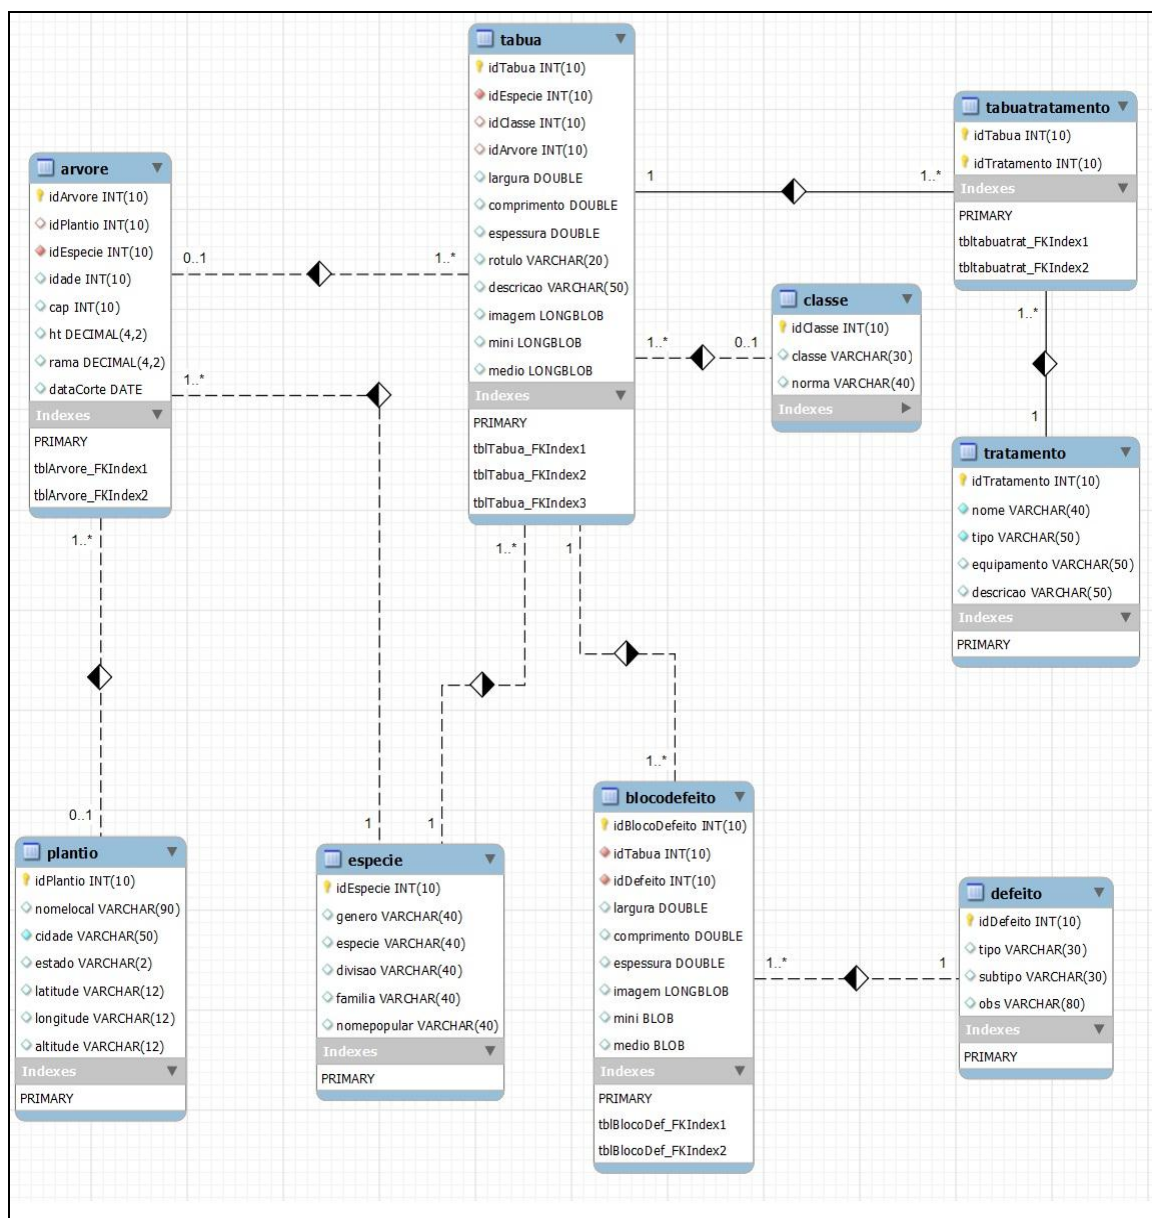 tabua
idTabua INT(10)
idEspecie INT(10)
idClasse INT(10)
idArvore INT(10)
largura DOUBLE
comprimento DOUBLE
espessura DOUBLE
rotulo VARCHAR(20)
descricao VARCHAR(50)
imagem LONGBLOB
mini LONGBLOB
medio LONGBLOB
Indexes
PRIMARY
tblTabua_FKIndex1
tblTabua_FKIndex2
tblTabua_FKIndex3
tabuatratamento
idTabua INT(10)
idTratamento INT(10)
Indexes
PRIMARY
tbltabuatrat_FKIndex1
tbltabuatrat_FKIndex2
1
1..*
arvore
idArvore INT(10)
idPlantio INT(10)
idEspecie INT(10)
idade INT(10)
cap INT(10)
ht DECIMAL(4,2)
rama DECIMAL(4,2)
dataCorte DATE
Indexes
PRIMARY
tblArvore_FKIndex1
tblArvore_FKIndex2
0..1
1..*
1..*
classe
idClasse INT(10)
classe VARCHAR(30)
norma VARCHAR(40)
Indexes
1..*
0..1
1..*
1
tratamento
idTratamento INT(10)
nome VARCHAR(40)
tipo VARCHAR(50)
equipamento VARCHAR(50)
descricao VARCHAR(50)
Indexes
PRIMARY
1..*
1..*
1
1..*
0..1
1
1
plantio
idPlantio INT(10)
nomelocal VARCHAR(90)
cidade VARCHAR(50)
estado VARCHAR(2)
latitude VARCHAR(12)
longitude VARCHAR(12)
altitude VARCHAR(12)
Indexes
PRIMARY
especie
idEspecie INT(10)
genero VARCHAR(40)
especie VARCHAR(40)
divisao VARCHAR(40)
familia VARCHAR(40)
nomepopular VARCHAR(40)
Indexes
PRIMARY
blocodefeito
idBlocoDefeito INT(10)
idTabua INT(10)
idDefeito INT(10)
largura DOUBLE
comprimento DOUBLE
espessura DOUBLE
imagem LONGBLOB
mini BLOB
medio BLOB
Indexes
PRIMARY
tblBlocoDef_FKIndex1
tblBlocoDef_FKIndex2
1..*
1
defeito
idDefeito INT(10)
tipo VARCHAR(30)
subtipo VARCHAR(30)
obs VARCHAR(80)
Indexes
PRIMARY